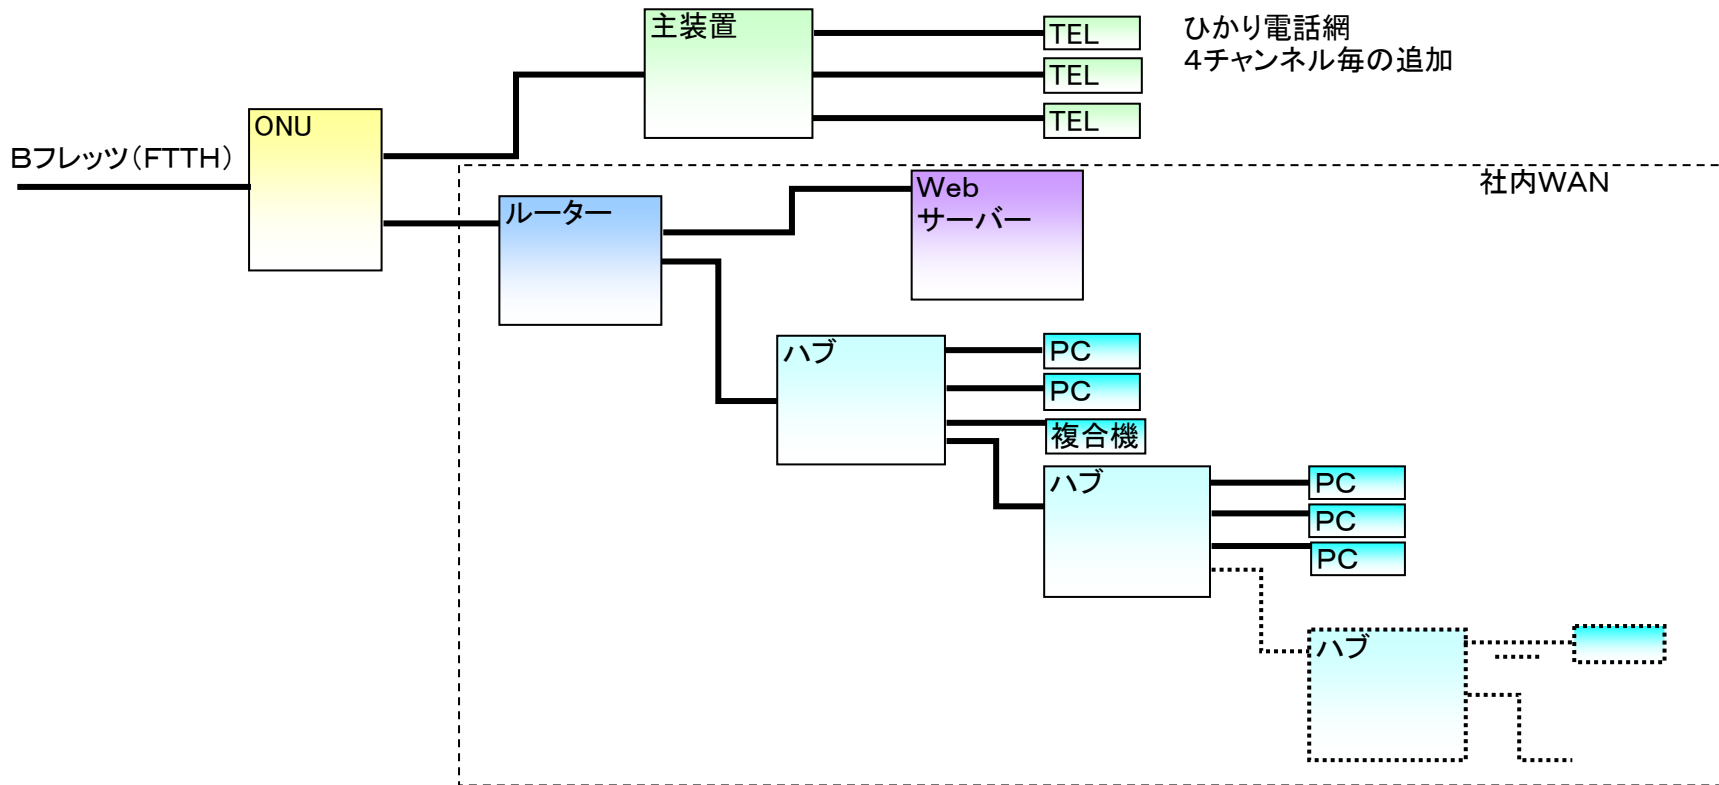 主装置
TEL
TEL
TEL
ひかり電話網
4チャンネル毎の追加
ONU
Bフレッツ(FTTH)
社内WAN
ルーター
Web
サーバー
ハブ
PC
PC
複合機
ハブ
PC
PC
PC
ハブ